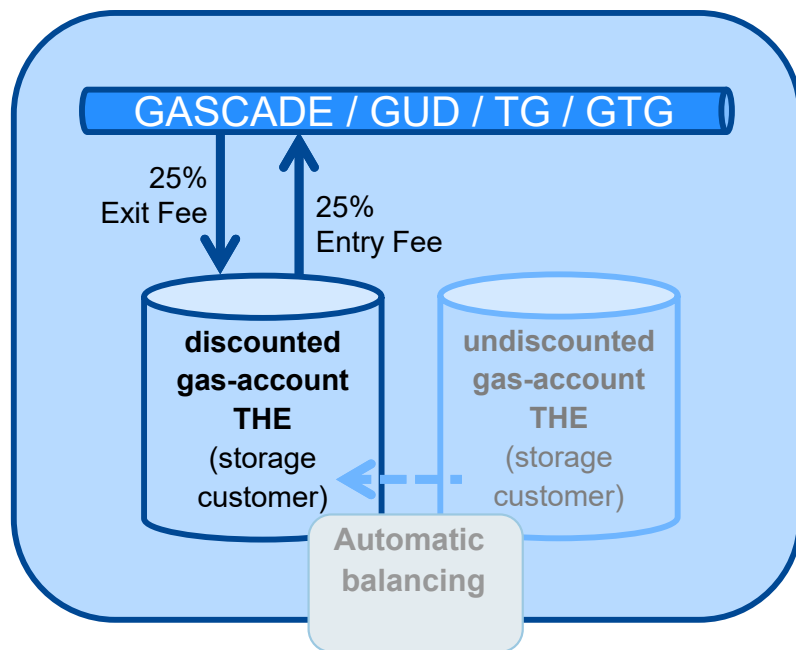 GASCADE / GUD / TG / GTG
25%
Exit Fee
25%
Entry Fee
discounted
gas-account
THE
(storage
customer)
undiscounted
gas-account
THE
(storage
customer)
Automatic
balancing